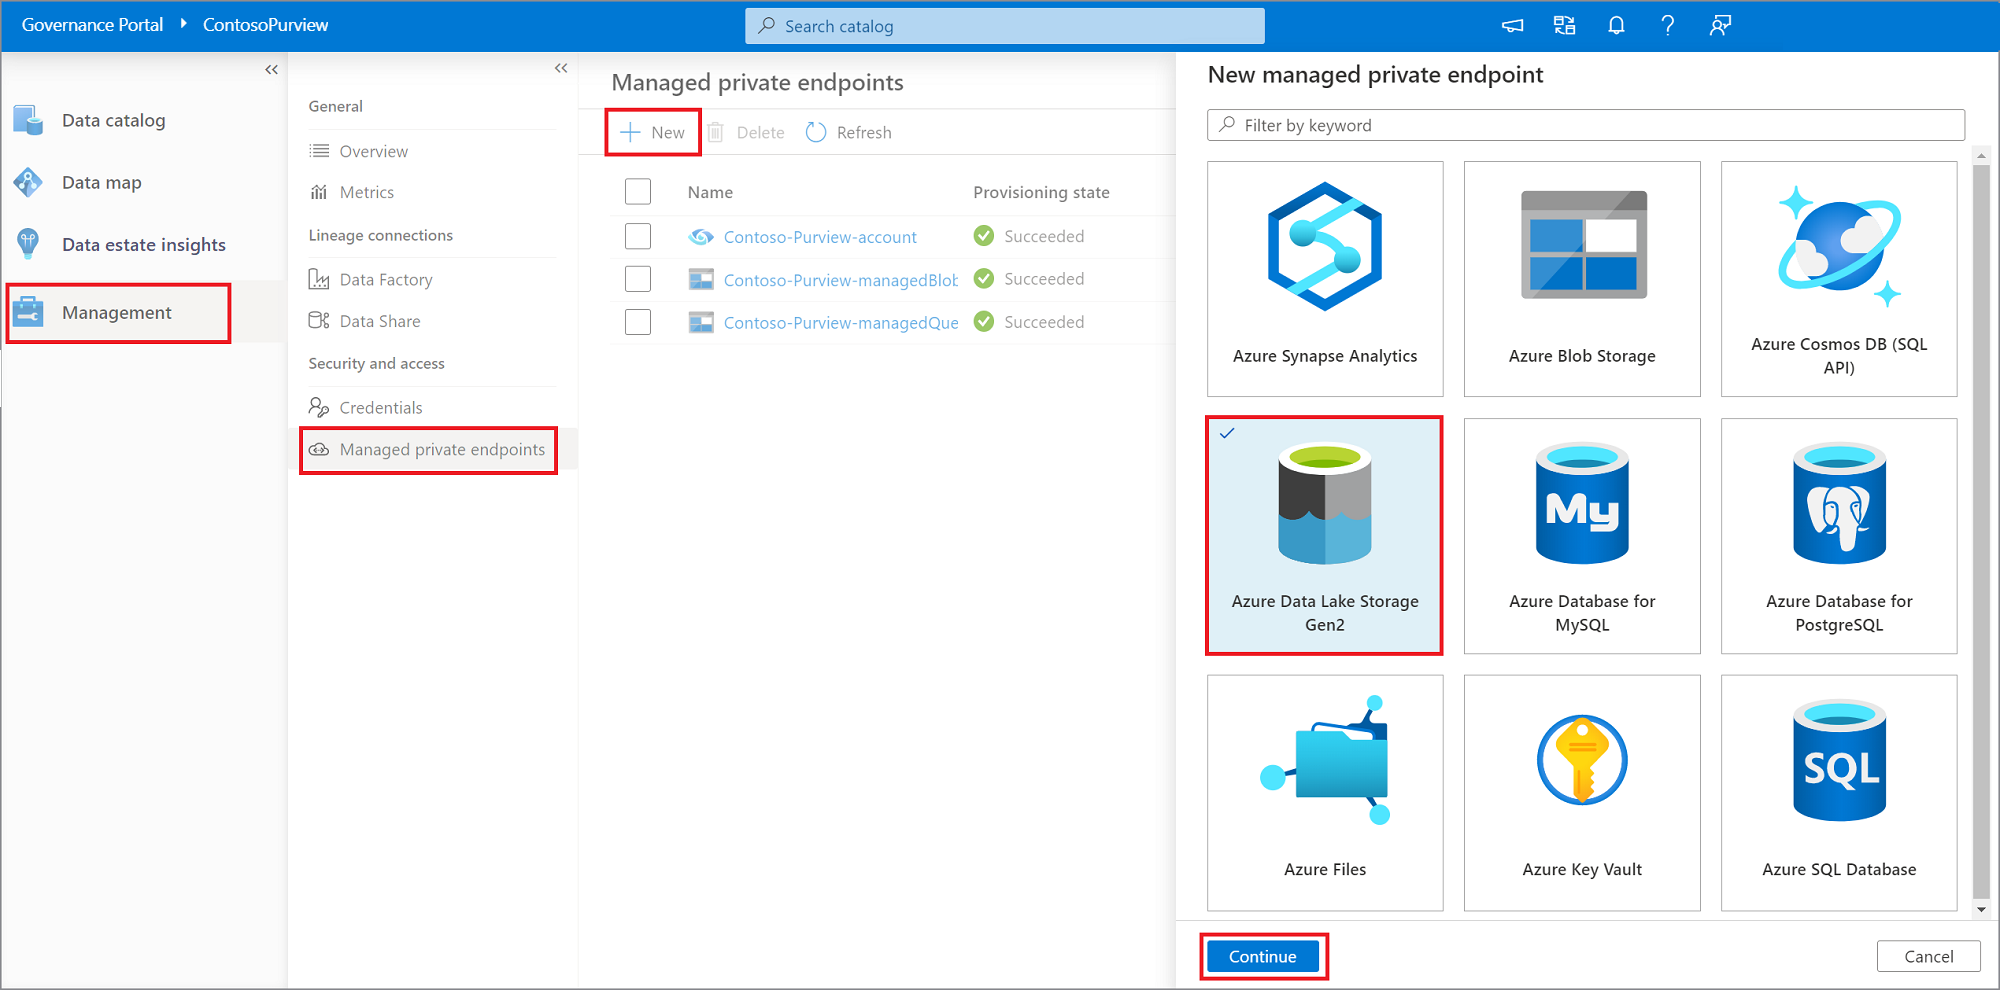 Governance Portal
ContosoPurview
Search catalog
Data catalog
Data map
Data estate insights
Management
General
Overview
Metrics
Lineage connections
Data Factory
Data Share
Security and access
Credentials
Managed private endpoints
Managed private endpoints
New
Delete
Refresh
Name
Provisioning state
Contoso-Purview-account
Succeeded
Contoso-Purview-managedBlob
Succeeded
Contoso-Purview-managedQue
Succeeded
New managed private endpoint
Filter by keyword
Azure Synapse Analytics
Azure Blob Storage
Azure Cosmos DB (SQL
API)
Azure Data Lake Storage
Gen2
My
Azure Database for
MySQL
Azure Database for
PostgreSQL
Azure Files
Azure Key Vault
SQL
Azure SQL Database
Continue
Cancel